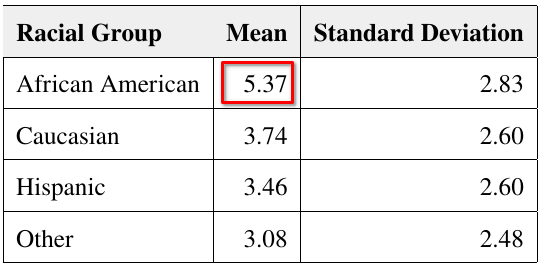 Racial Group Mean Standard Deviation
African American 5.37 2.83
Caucasian 3.74 2.60
Hispanic 3.46 2.60
Other 3.08 2.48